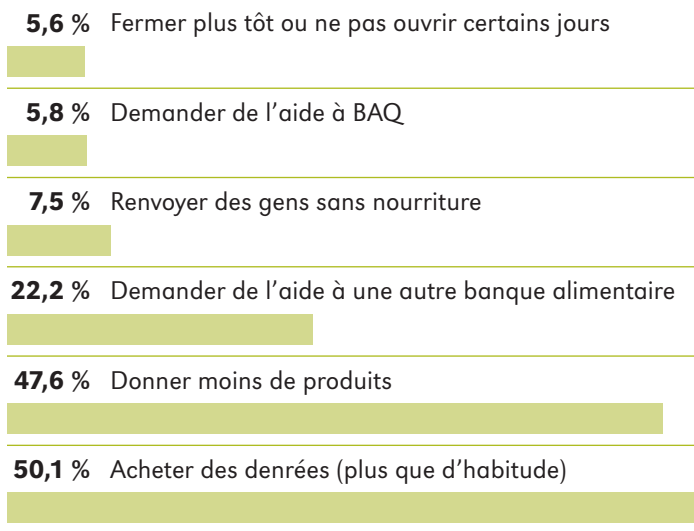 5,6 % Fermer plus tôt ou ne pas ouvrir certains jours
5,8 % Demander de l’aide à BAQ
7,5 % Renvoyer des gens sans nourriture
22,2 % Demander de l’aide à une autre banque alimentaire
47,6 % Donner moins de produits
50,1 % Acheter des denrées (plus que d’habitude)